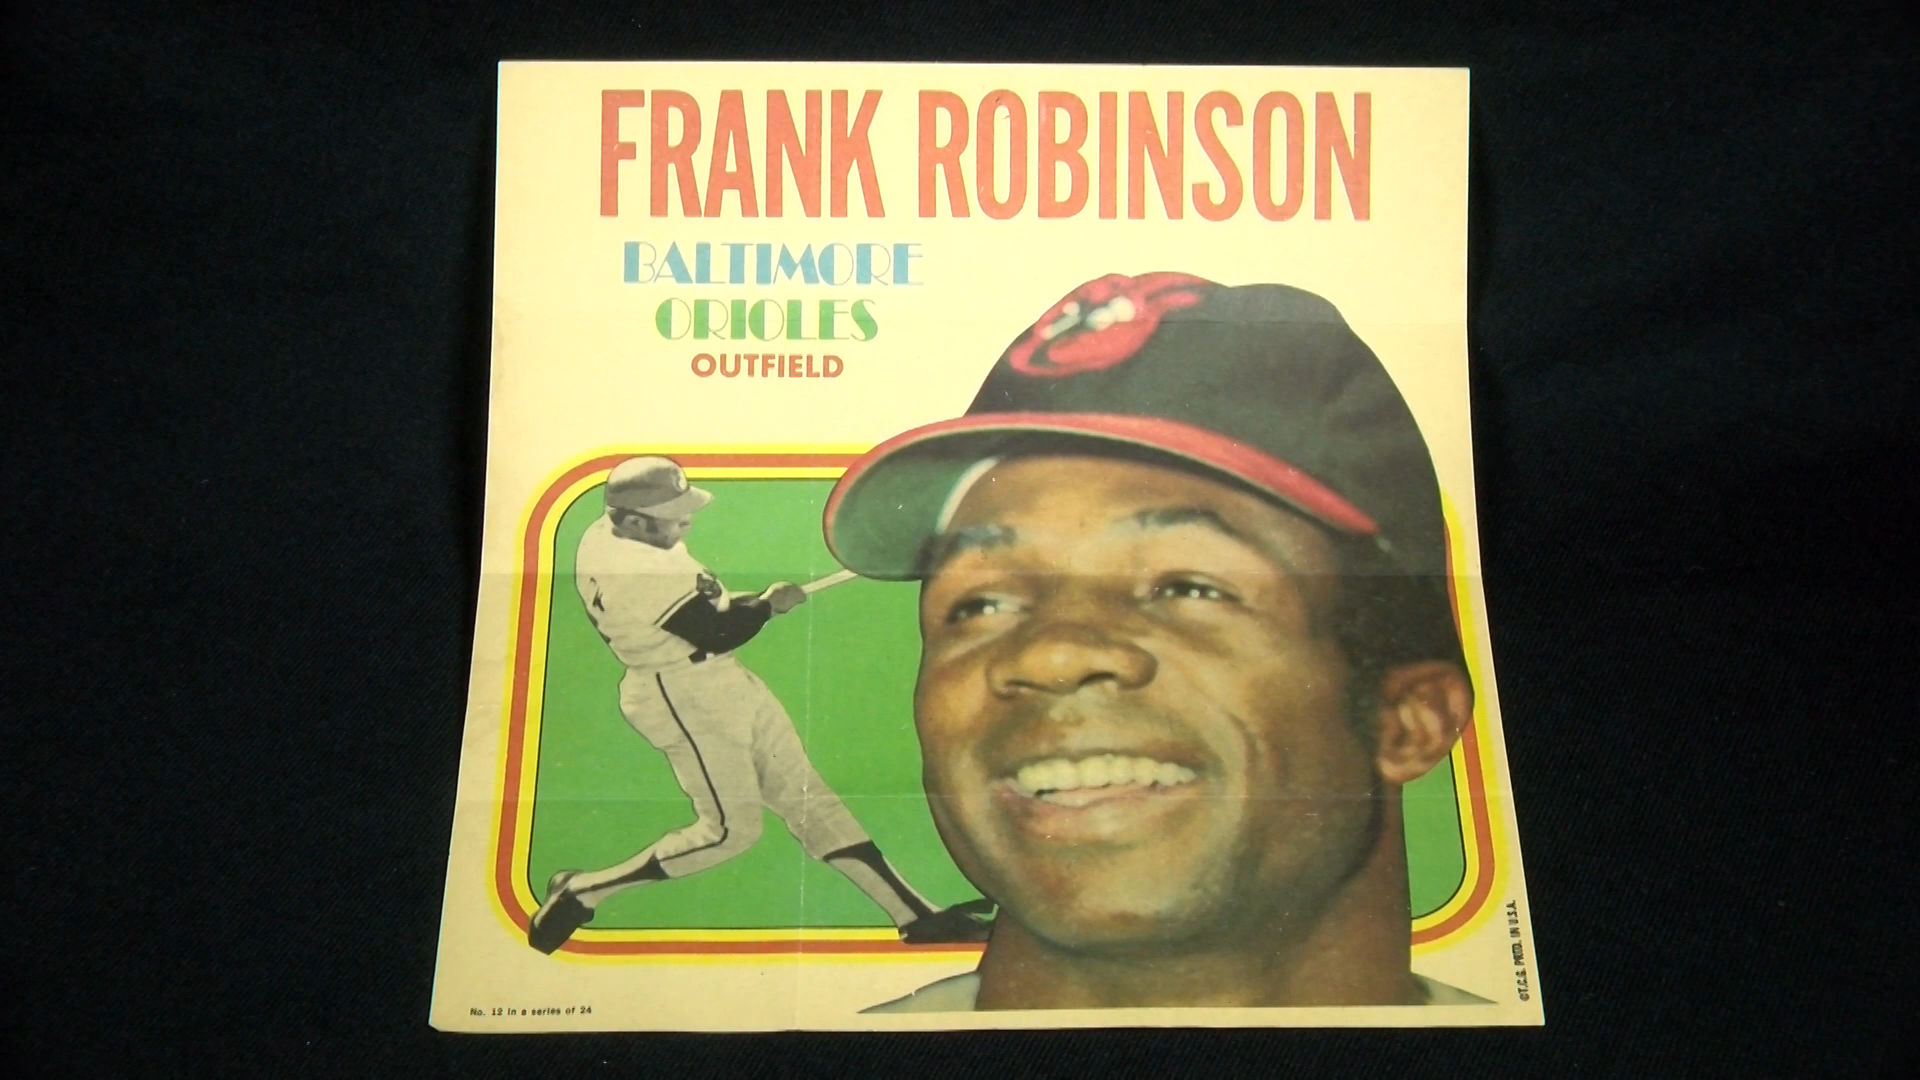 FRANK ROBINSON
BALTIMORE
ORIOLES
OUTFIELD
No. 12 in a series of 24
©T.C.G. PRTD. IN U.S.A.